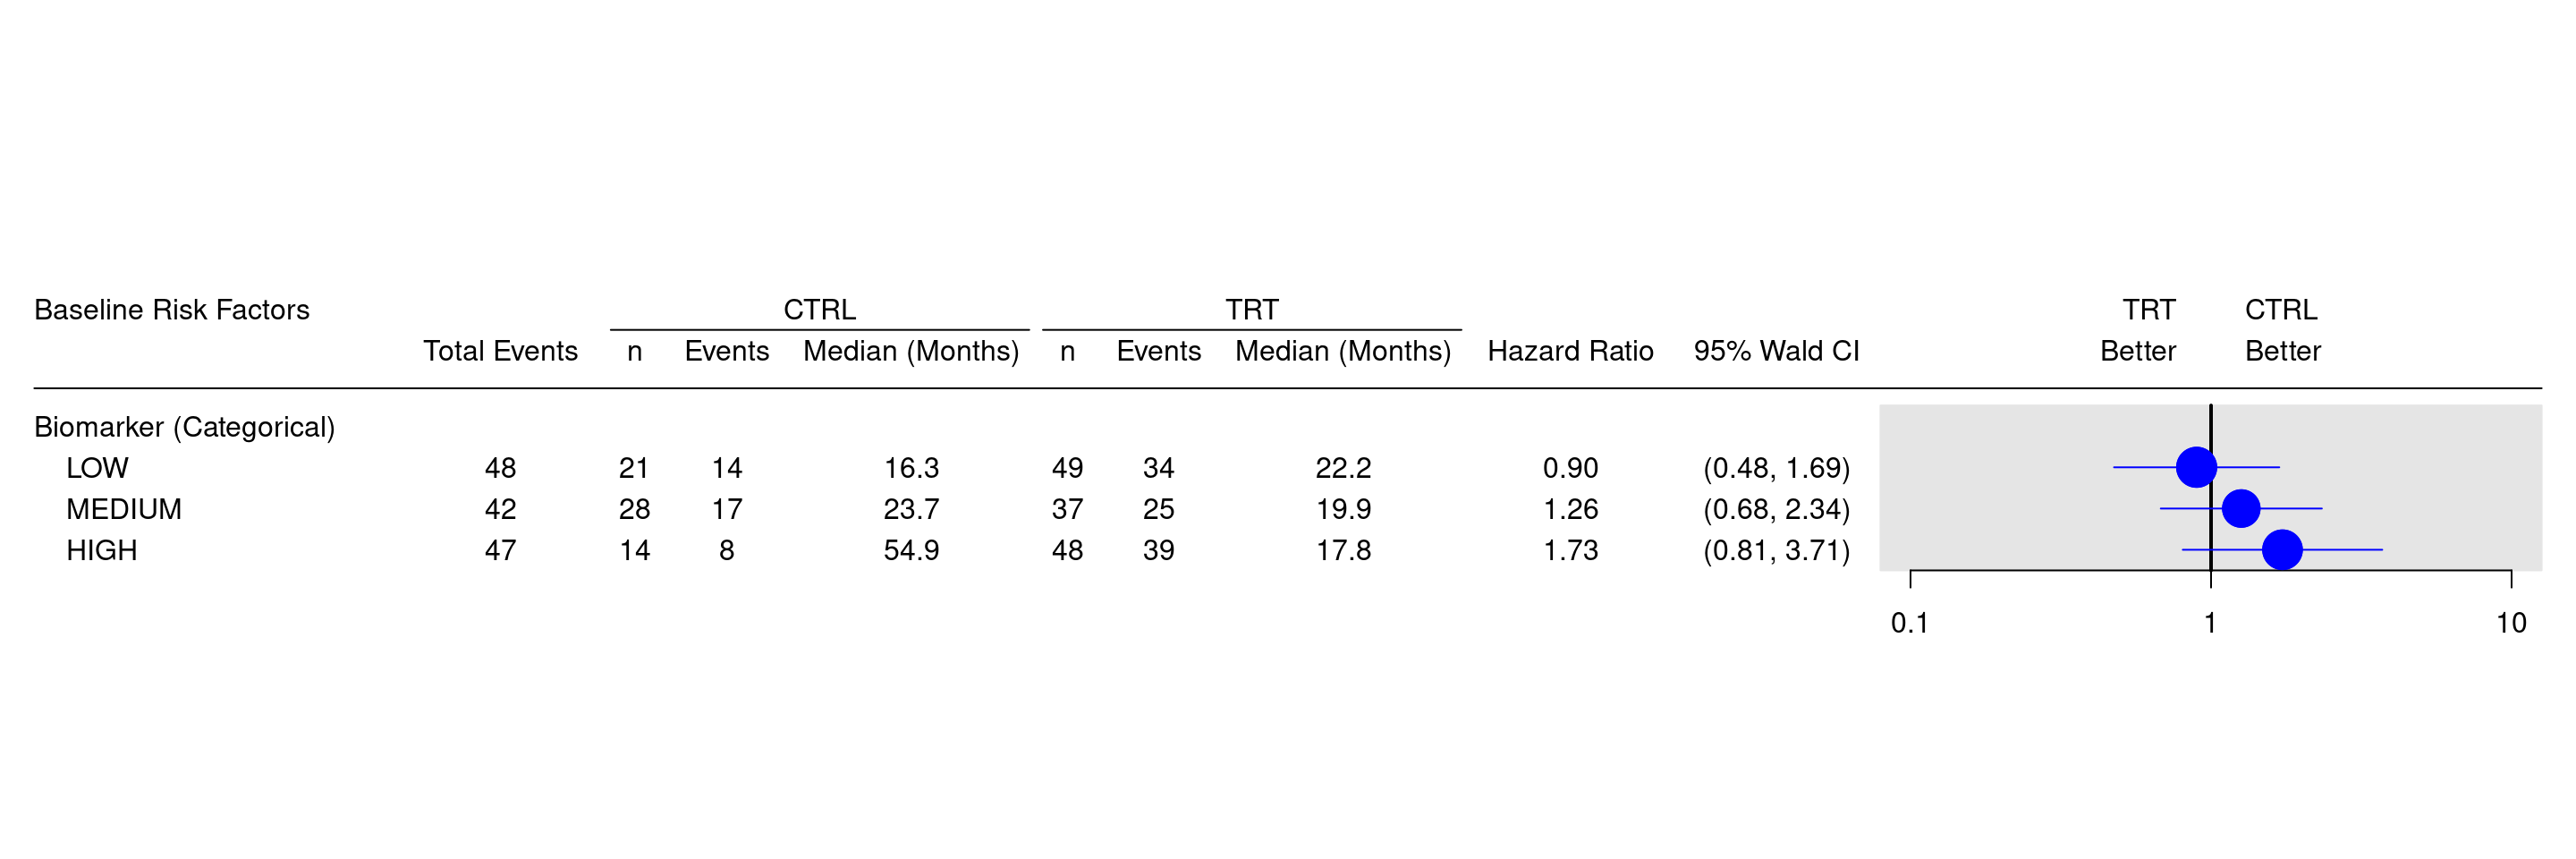 Baseline Risk Factors CTRL TRT TRT CTRL
Total Events n Events Median (Months) n Events Median (Months) Hazard Ratio 95% Wald CI Better Better
Biomarker (Categorical)
LOW 48 21 14 16.3 49 34 22.2 0.90 (0.48, 1.69)
MEDIUM 42 28 17 23.7 37 25 19.9 1.26 (0.68, 2.34)
HIGH 47 14 8 54.9 48 39 17.8 1.73 (0.81, 3.71)
0.1 1 10